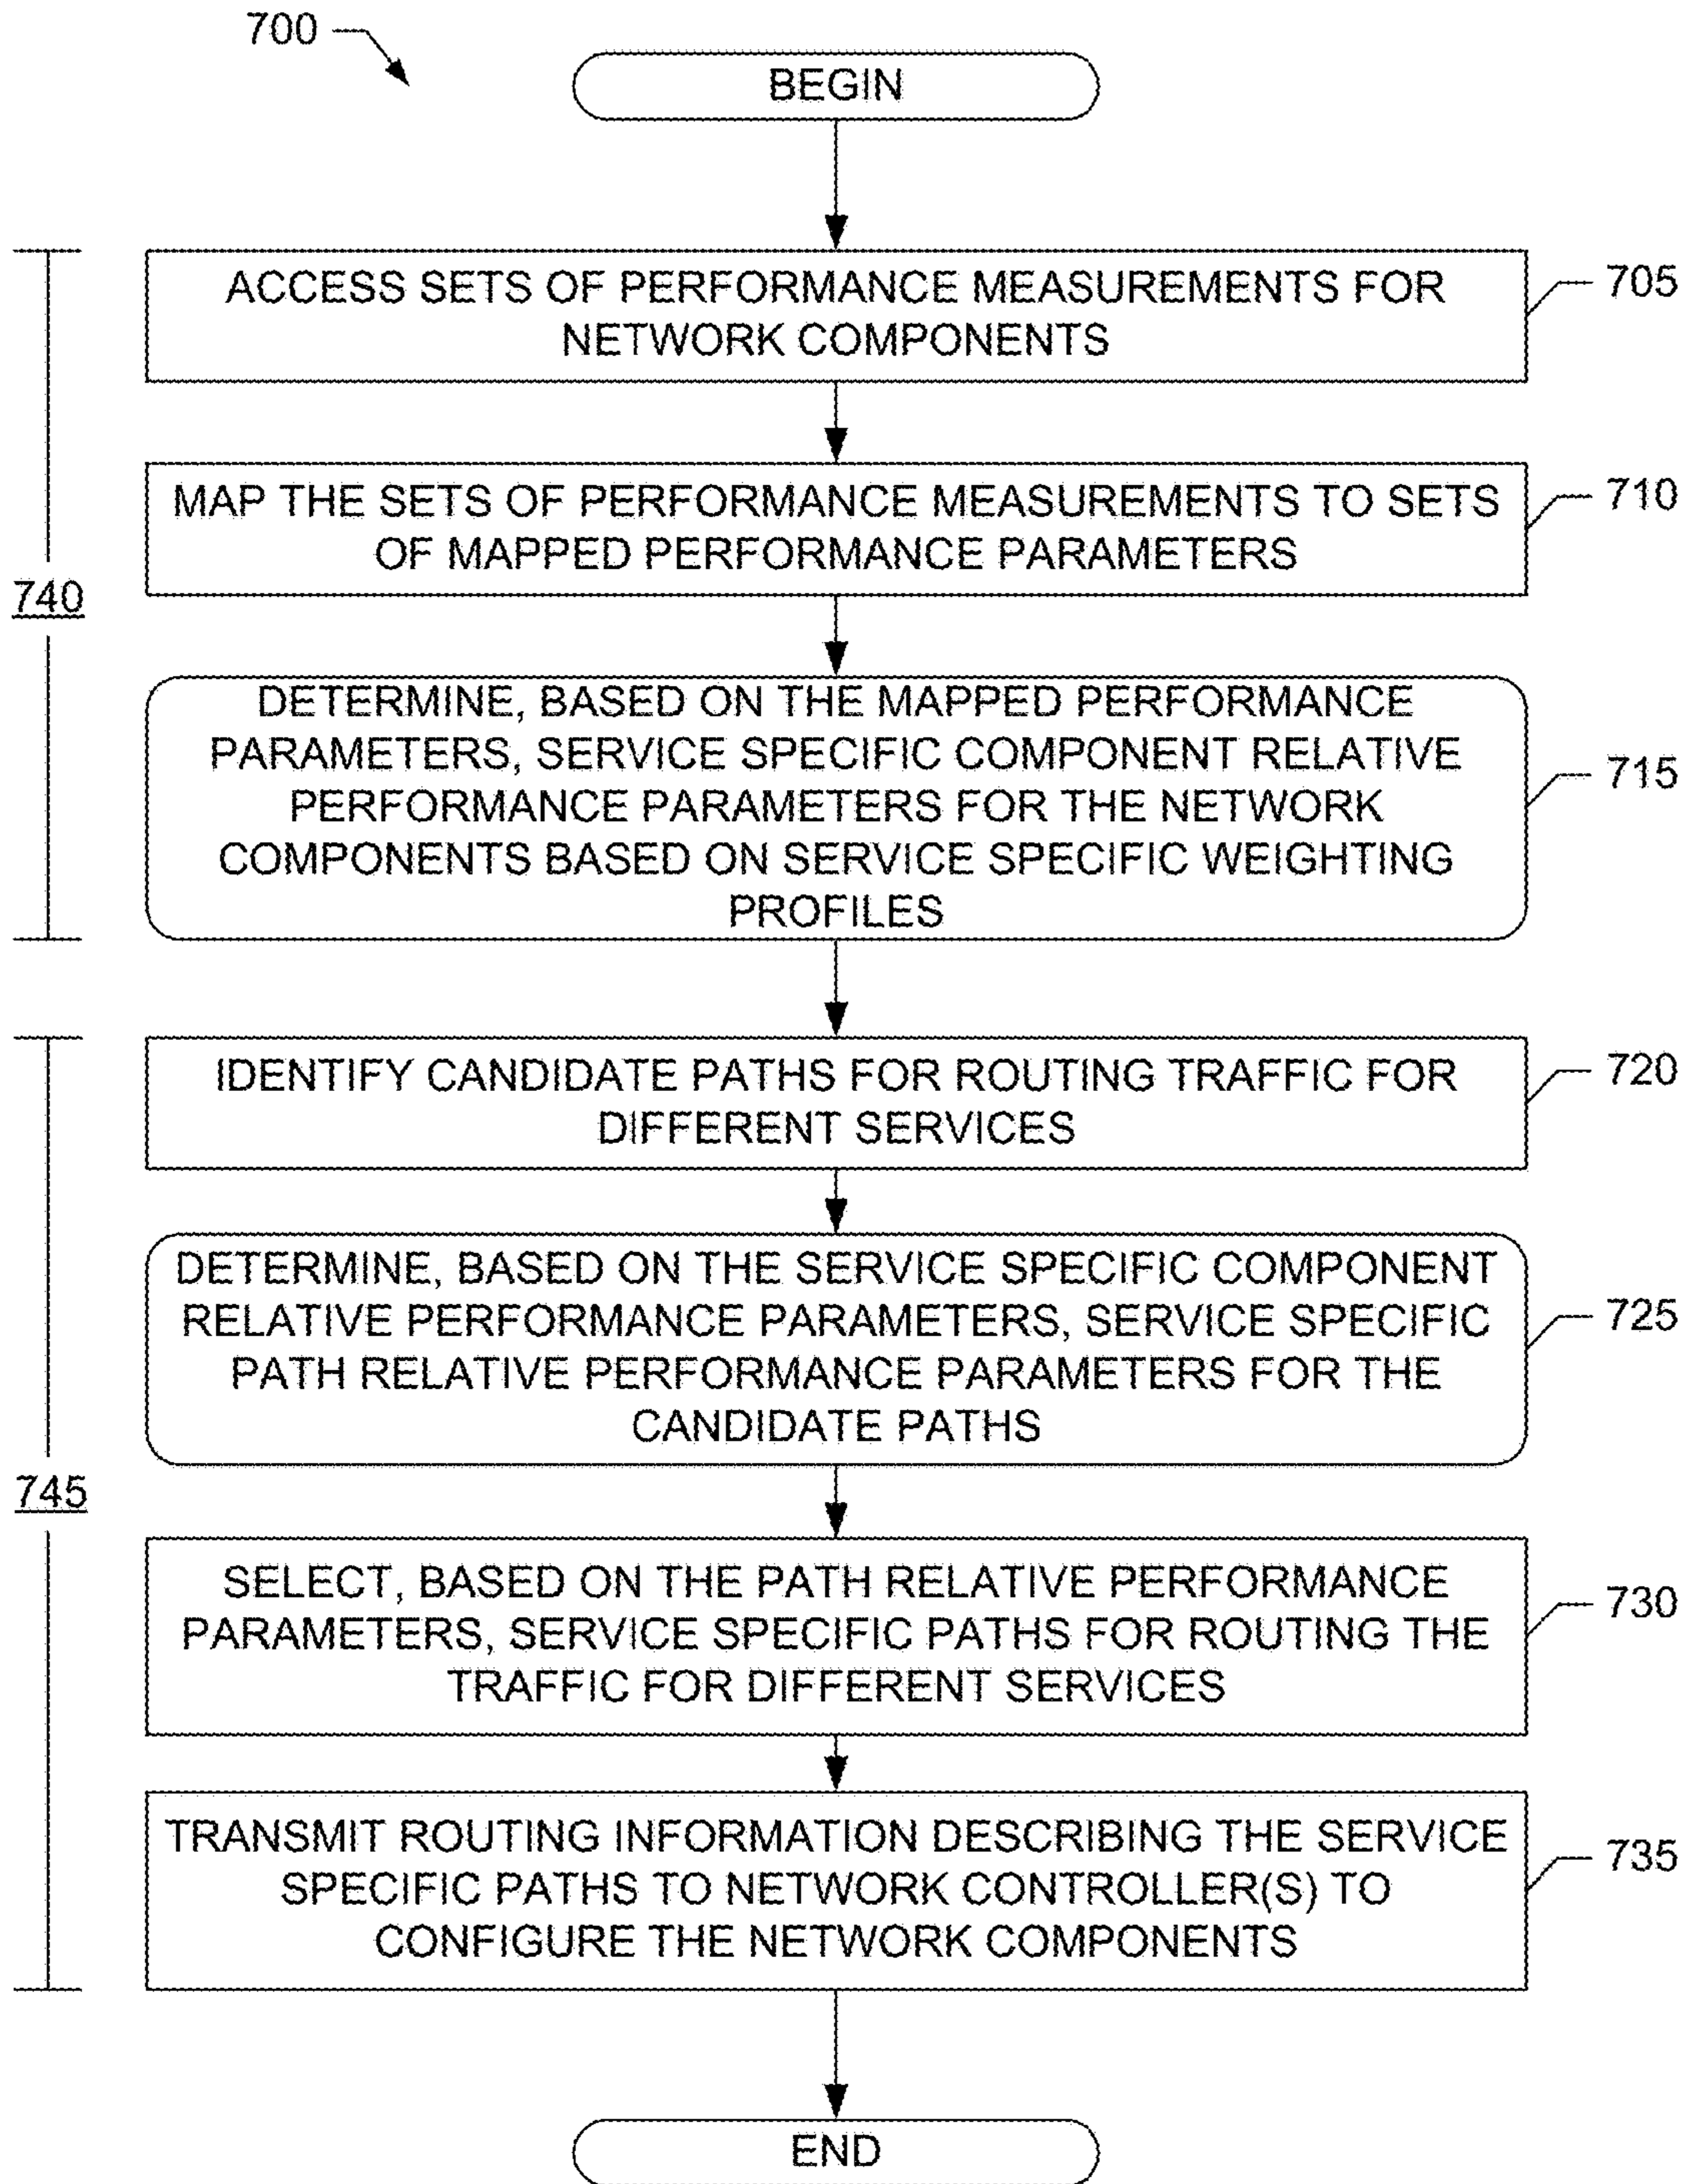 700
BEGIN
ACCESS SETS OF PERFORMANCE MEASUREMENTS FOR
NETWORK COMPONENTS
705
MAP THE SETS OF PERFORMANCE MEASUREMENTS TO SETS
OF MAPPED PERFORMANCE PARAMETERS
710
740
DETERMINE, BASED ON THE MAPPED PERFORMANCE
PARAMETERS, SERVICE SPECIFIC COMPONENT RELATIVE
PERFORMANCE PARAMETERS FOR THE NETWORK
COMPONENTS BASED ON SERVICE SPECIFIC WEIGHTING
PROFILES
715
IDENTIFY CANDIDATE PATHS FOR ROUTING TRAFFIC FOR
DIFFERENT SERVICES
720
DETERMINE, BASED ON THE SERVICE SPECIFIC COMPONENT
RELATIVE PERFORMANCE PARAMETERS, SERVICE SPECIFIC
PATH RELATIVE PERFORMANCE PARAMETERS FOR THE
CANDIDATE PATHS
725
745
SELECT, BASED ON THE PATH RELATIVE PERFORMANCE
PARAMETERS, SERVICE SPECIFIC PATHS FOR ROUTING THE
TRAFFIC FOR DIFFERENT SERVICES
730
TRANSMIT ROUTING INFORMATION DESCRIBING THE SERVICE
SPECIFIC PATHS TO NETWORK CONTROLLER(S) TO
CONFIGURE THE NETWORK COMPONENTS
735
END